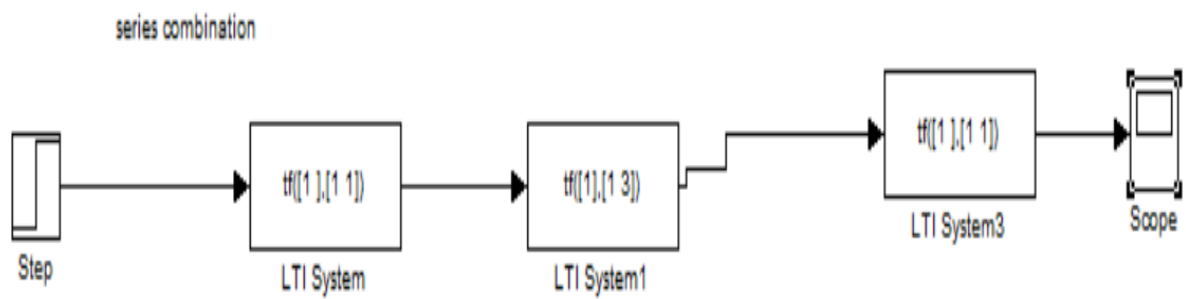 series combination
tf([1 ],[1 1])
tf([1],[1 3])
tf([1 ],[1 1])
Step
LTI System
LTI System1
LTI System3
Scope